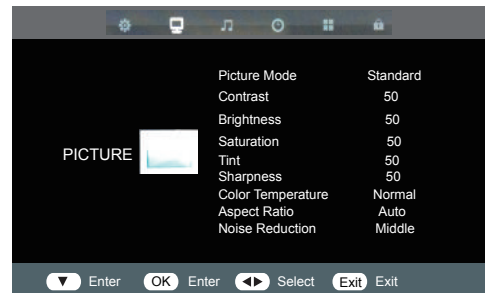 Picture Mode Standard
Contrast 50
Brightness 50
Saturation 50
PICTURE
Tint 50
Sharpness 50
Color Temperature Normal
Aspect Ratio Auto
Noise Reduction Middle
▼ Enter OK Enter ◀▶ Select Exit Exit